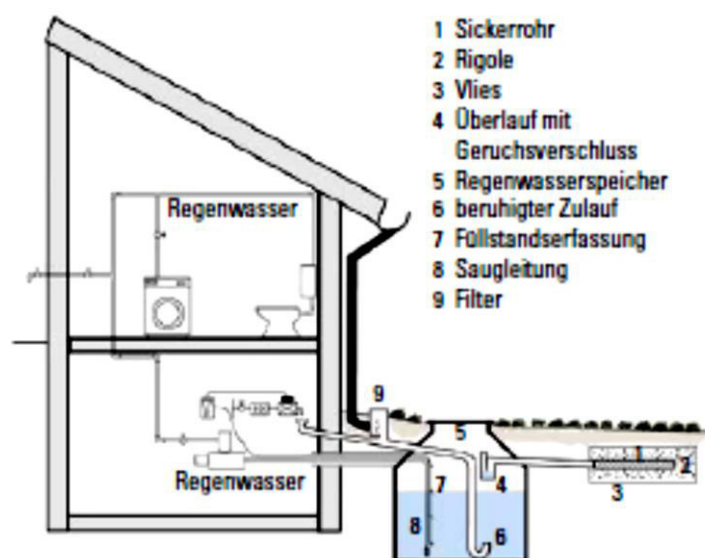 1 Sickerrohr
2 Rigole
3 Vlies
4 Überlauf mit
Geruchsverschluss
5 Regenwasserspeicher
6 beruhigter Zulauf
7 Füllstandserfassung
8 Saugleitung
9 Filter
Regenwasser
9
5
1
2
7
4
3
Regenwasser
8
6